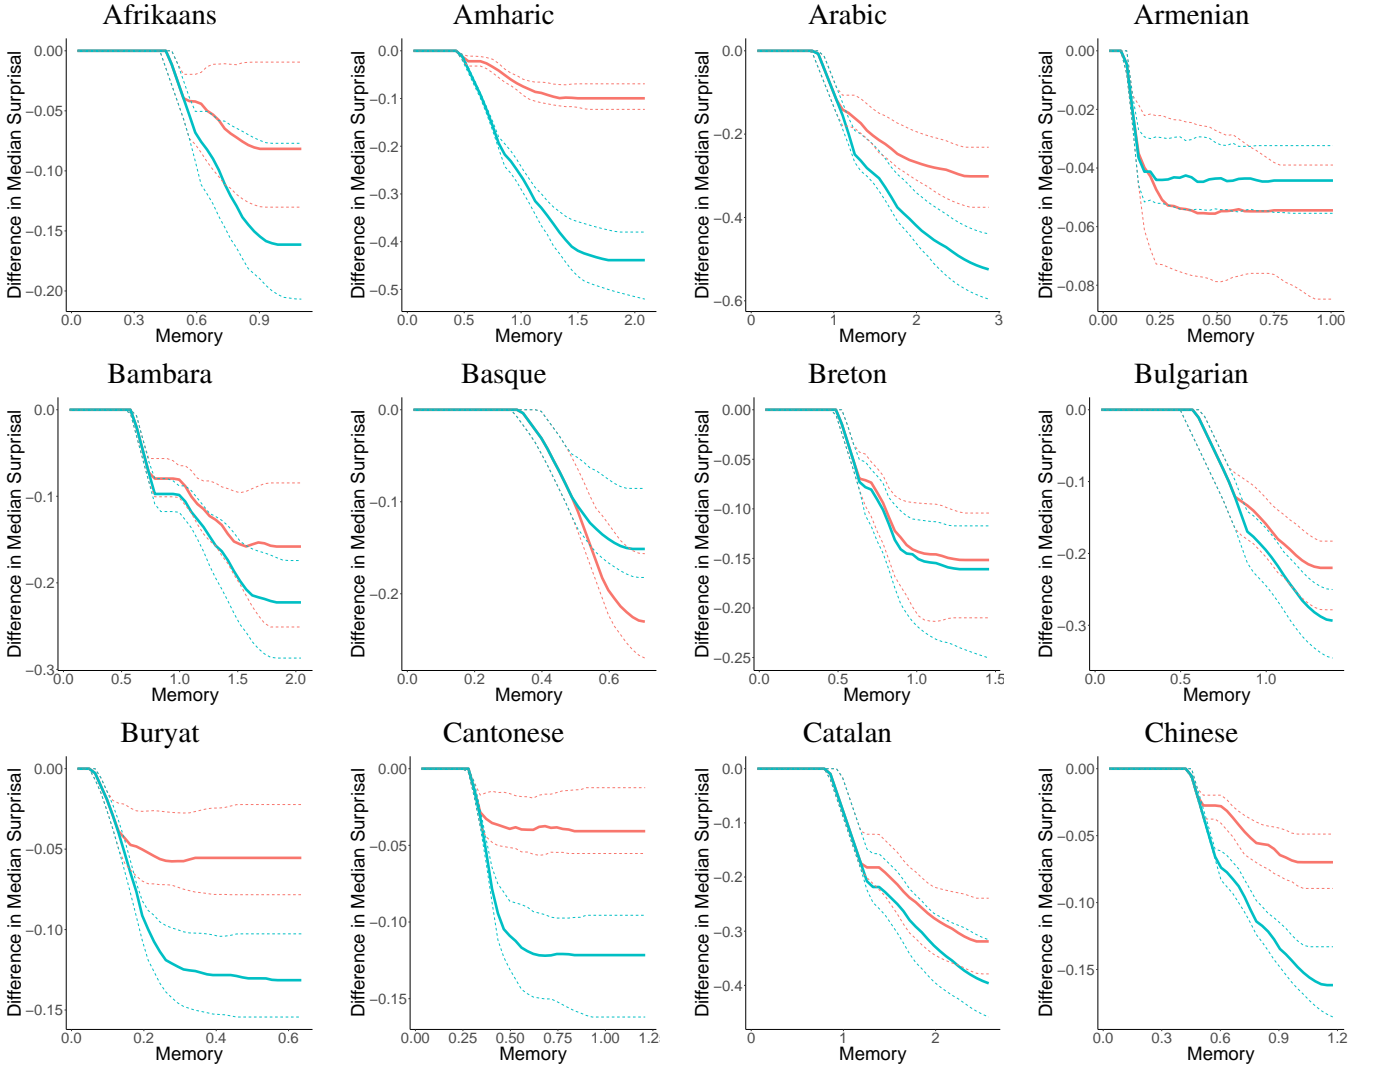 Afrikaans Amharic Arabic Armenian
Difference in Median Surprisal
0.00
−0.05
−0.10
−0.15
−0.20
0.0 0.3 0.6 0.9
Memory
Difference in Median Surprisal
0.0
−0.1
−0.2
−0.3
−0.4
−0.5
0.0 0.5 1.0 1.5 2.0
Memory
Difference in Median Surprisal
0.0
−0.2
−0.4
−0.6
0 1 2 3
Memory
Difference in Median Surprisal
0.00
−0.02
−0.04
−0.06
−0.08
0.00 0.25 0.50 0.75 1.00
Memory
Bambara Basque Breton Bulgarian
Difference in Median Surprisal
0.0
−0.1
−0.2
−0.3
0.0 0.5 1.0 1.5 2.0
Memory
Difference in Median Surprisal
0.0
−0.1
−0.2
0.0 0.2 0.4 0.6
Memory
Difference in Median Surprisal
0.00
−0.05
−0.10
−0.15
−0.20
−0.25
0.0 0.5 1.0 1.5
Memory
Difference in Median Surprisal
0.0
−0.1
−0.2
−0.3
0.0 0.5 1.0
Memory
Buryat Cantonese Catalan Chinese
Difference in Median Surprisal
0.00
−0.05
−0.10
−0.15
0.0 0.2 0.4 0.6
Memory
Difference in Median Surprisal
0.00
−0.05
−0.10
−0.15
0.00 0.25 0.50 0.75 1.00 1.2
Memory
Difference in Median Surprisal
0.0
−0.1
−0.2
−0.3
−0.4
0 1 2
Memory
Difference in Median Surprisal
0.00
−0.05
−0.10
−0.15
0.0 0.3 0.6 0.9 1.2
Memory